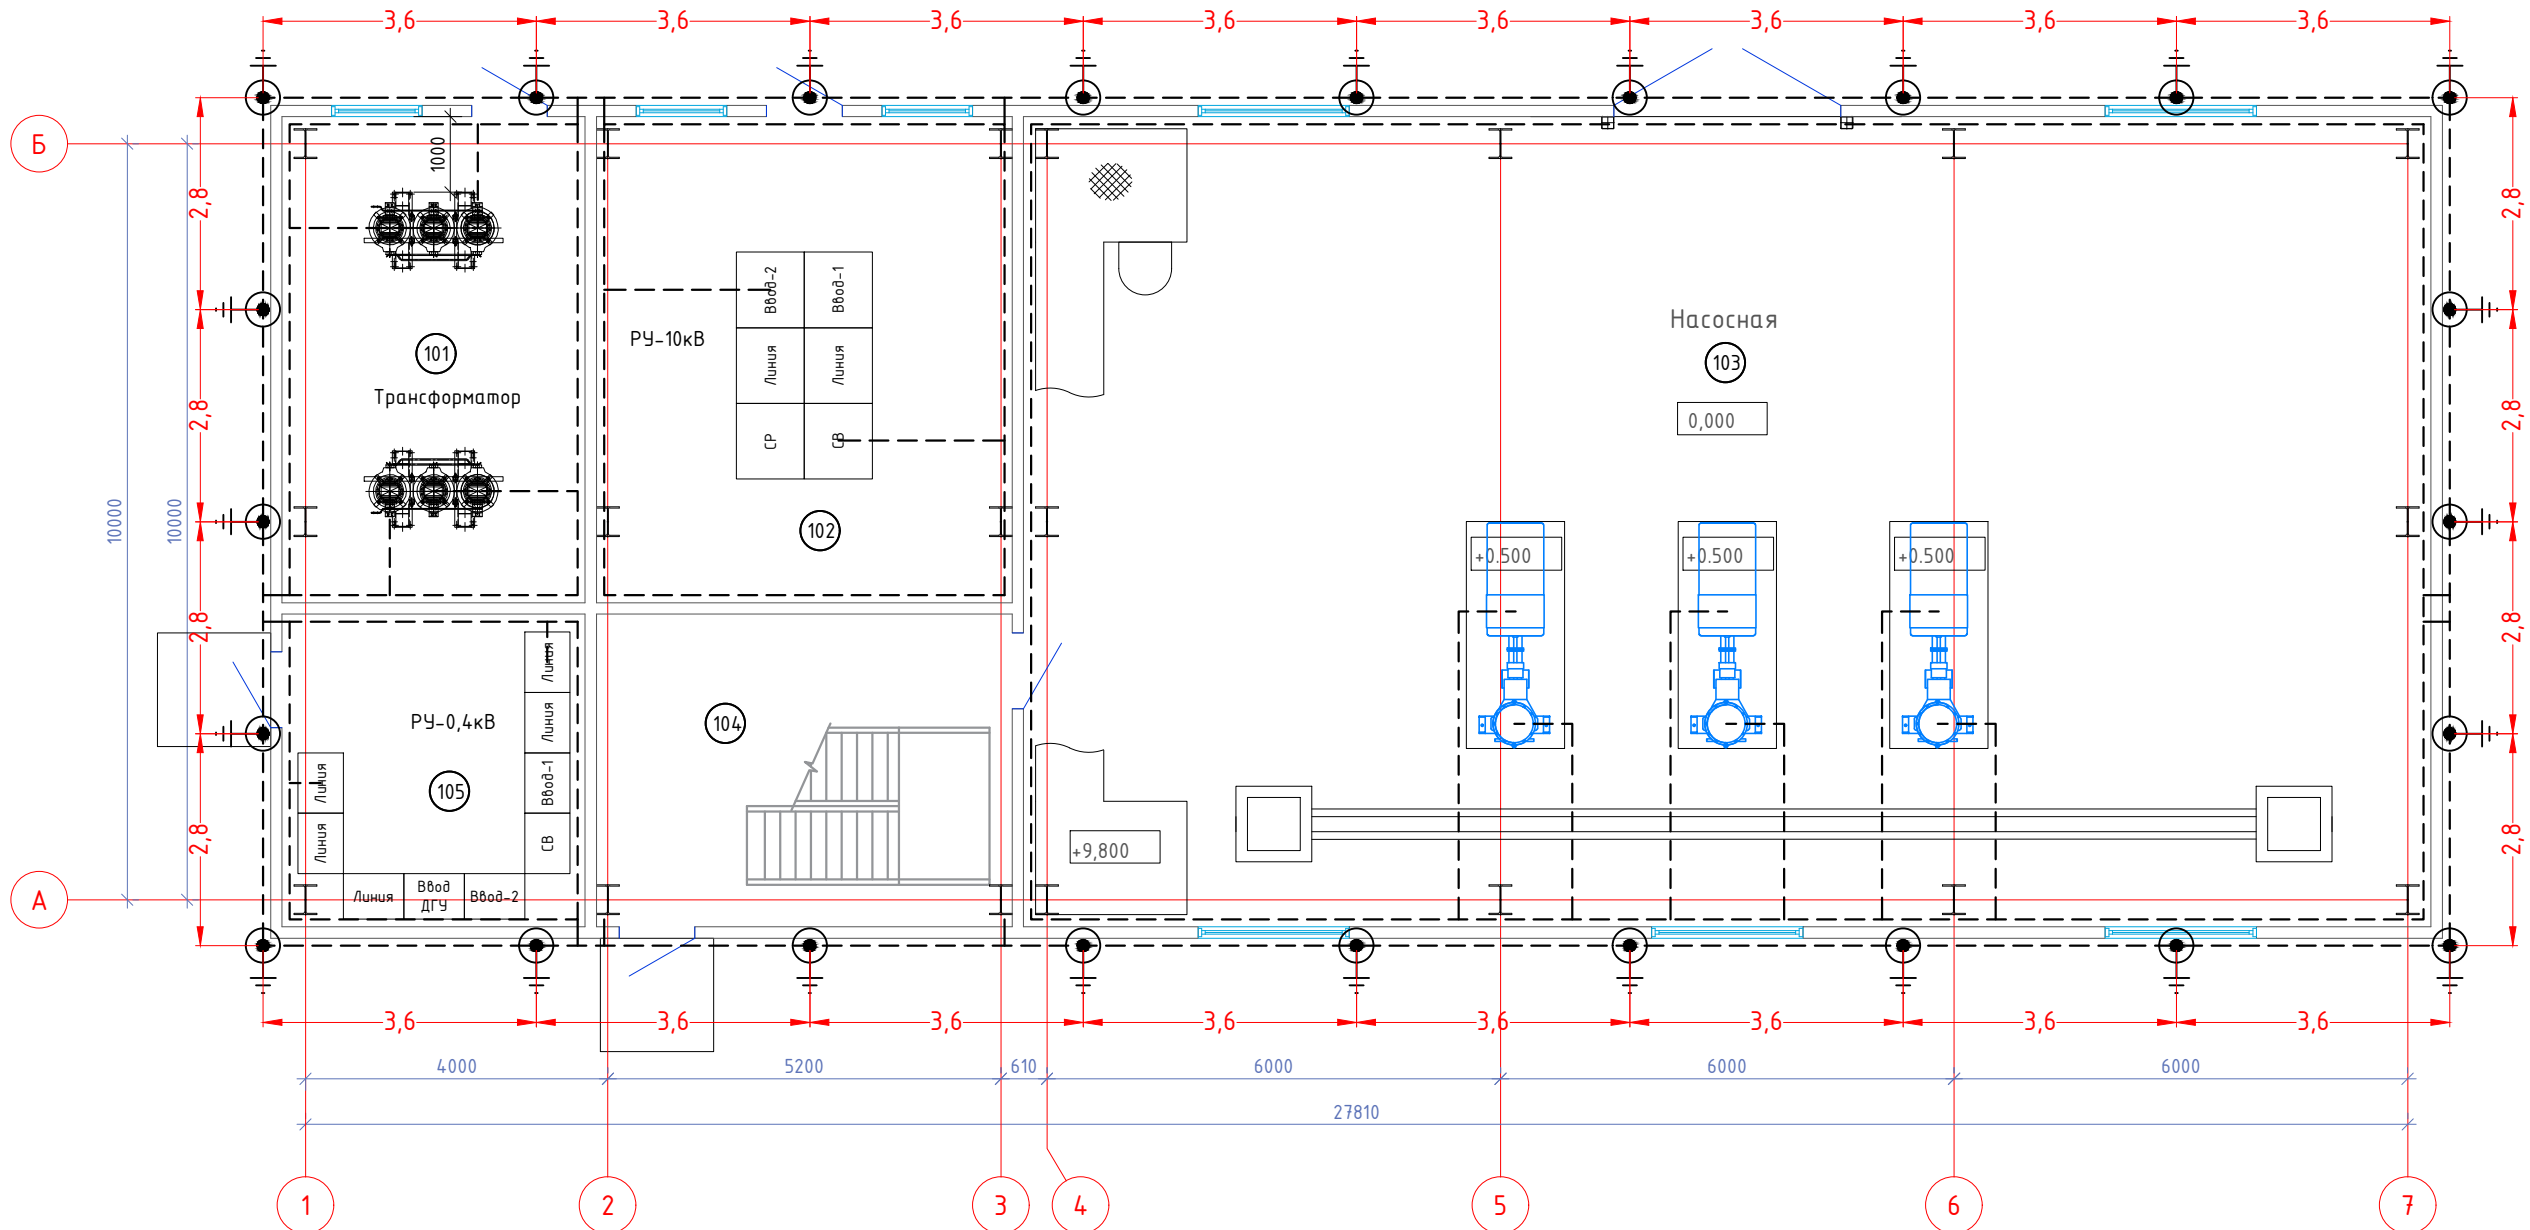 3,6 3,6 3,6 3,6 3,6 3,6 3,6 3,6
Б
1000
2,8
2,8
Ввод-2
Ввод-1
Насосная
РУ-10кВ
101
103
Линия
Линия
Трансформатор
2,8
2,8
0,000
СР
СВ
10000
10000
102
+0.500
+0.500
+0.500
2,8
2,8
Линия
РУ-0,4кВ
Линия
104
Линия
105
Ввод-1
Линия
СВ
2,8
2,8
+9,800
А
Линия
Ввод
ДГУ
Ввод-2
3,6 3,6 3,6 3,6 3,6 3,6 3,6 3,6
4000 5200 610 6000 6000 6000
27810
1 2 3 4 5 6 7